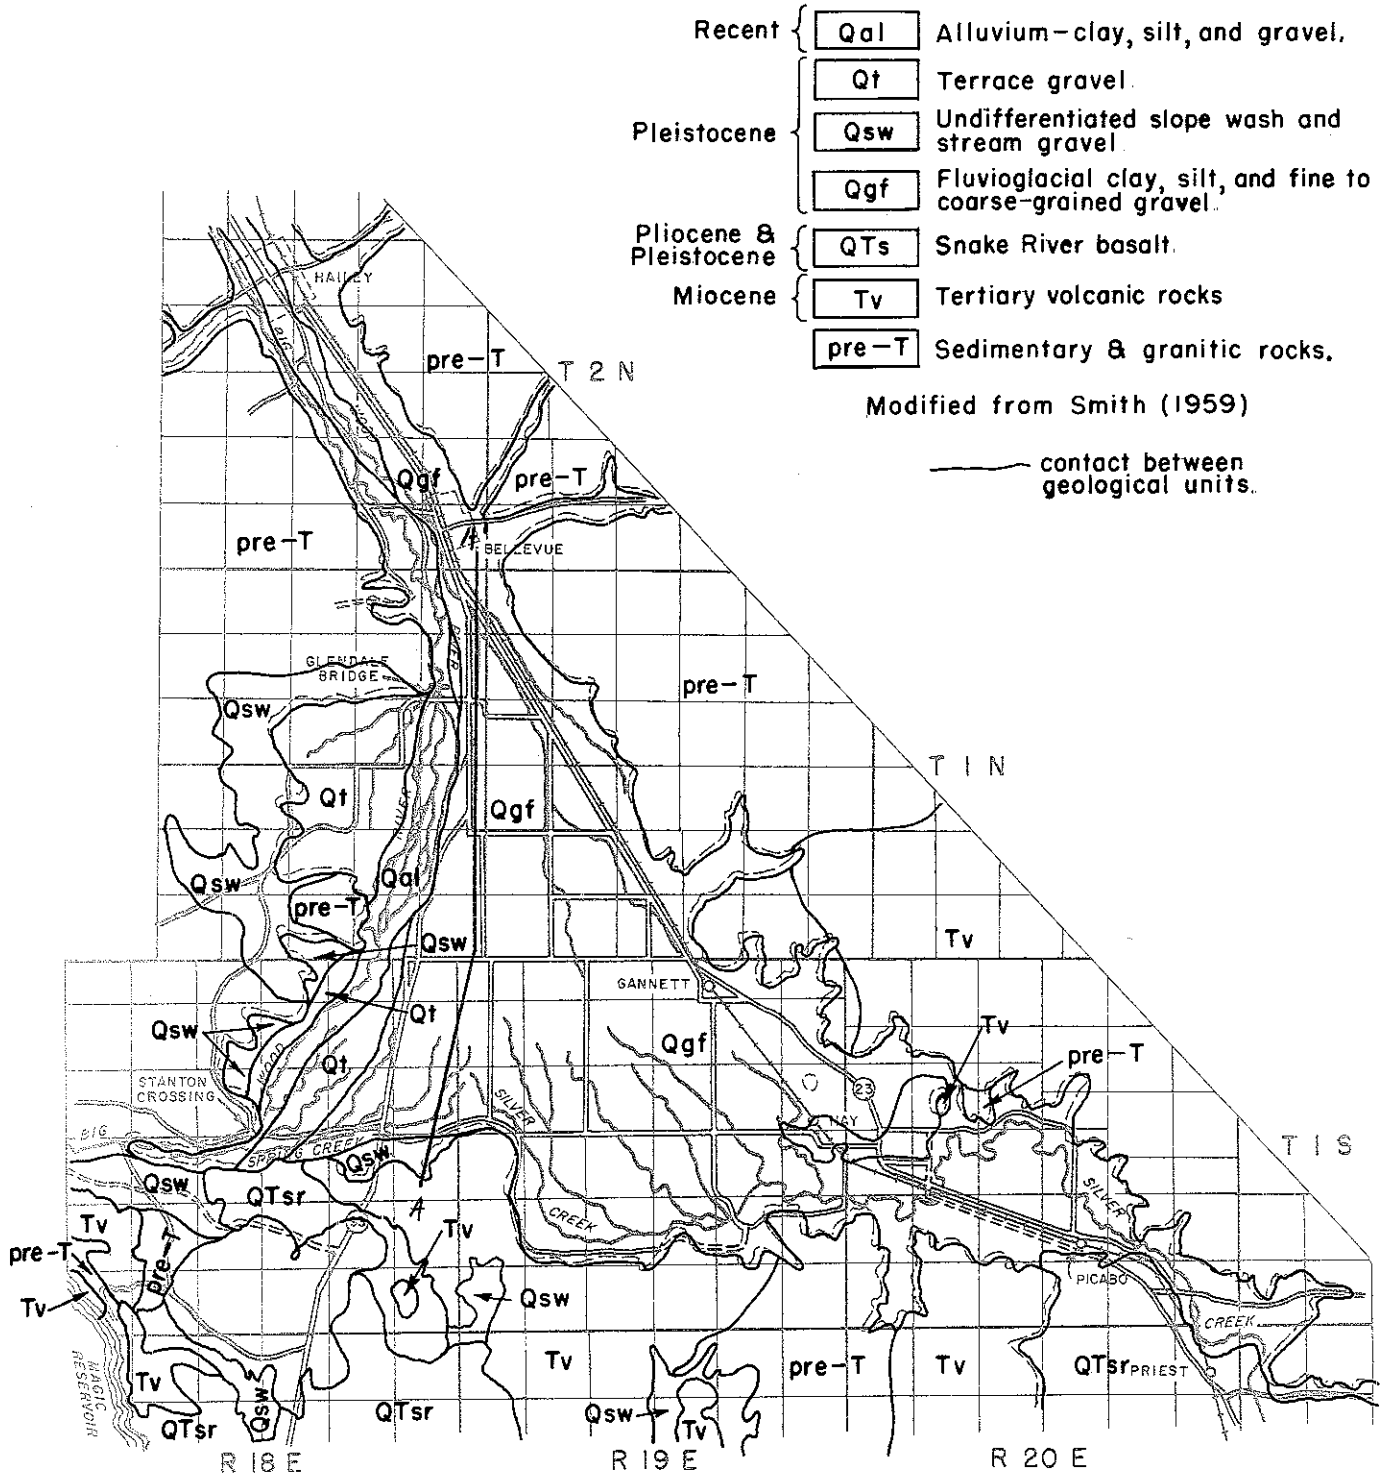 Recent
Qal
Alluvium-clay, silt, and gravel.
Qt
Terrace gravel
Pleistocene
Qsw
Undifferentiated slope wash and
stream gravel
Qgf
Fluvioglacial clay, silt, and fine to
coarse-grained gravel.
Pliocene &
Pleistocene
QTs
Snake River basalt.
Miocene
Tv
Tertiary volcanic rocks
pre-T
Sedimentary & granitic rocks.
Modified from Smith (1959)
contact between
geological units.
HAILEY
BIG
WOOD
pre-T
T 2 N
Qgf
pre-T
pre-T
A
BELLEVUE
RIVER
GLENDALE
BRIDGE
pre-T
Qsw
T 1 N
Qt
RIVER
Qgf
Qsw
Qal
pre-T
Qsw
Tv
GANNETT
Qt
Qsw
Qgf
Tv
WOOD
Qt
pre-T
STANTON
CROSSING
SILVER
23
HAY
BIG
SPRING CREEK
Qsw
T 1 S
Qsw
QTsr
SILVER
A
CREEK
Tv
Tv
23
pre-T
pre-T
PICABO
Tv
Qsw
CREEK
MAGIC
RESERVOIR
Tv
Tv
pre-T
Tv
QTsr
PRIEST
Qsw
QTsr
QTsr
Qsw
Tv
R 18 E
R 19 E
R 20 E